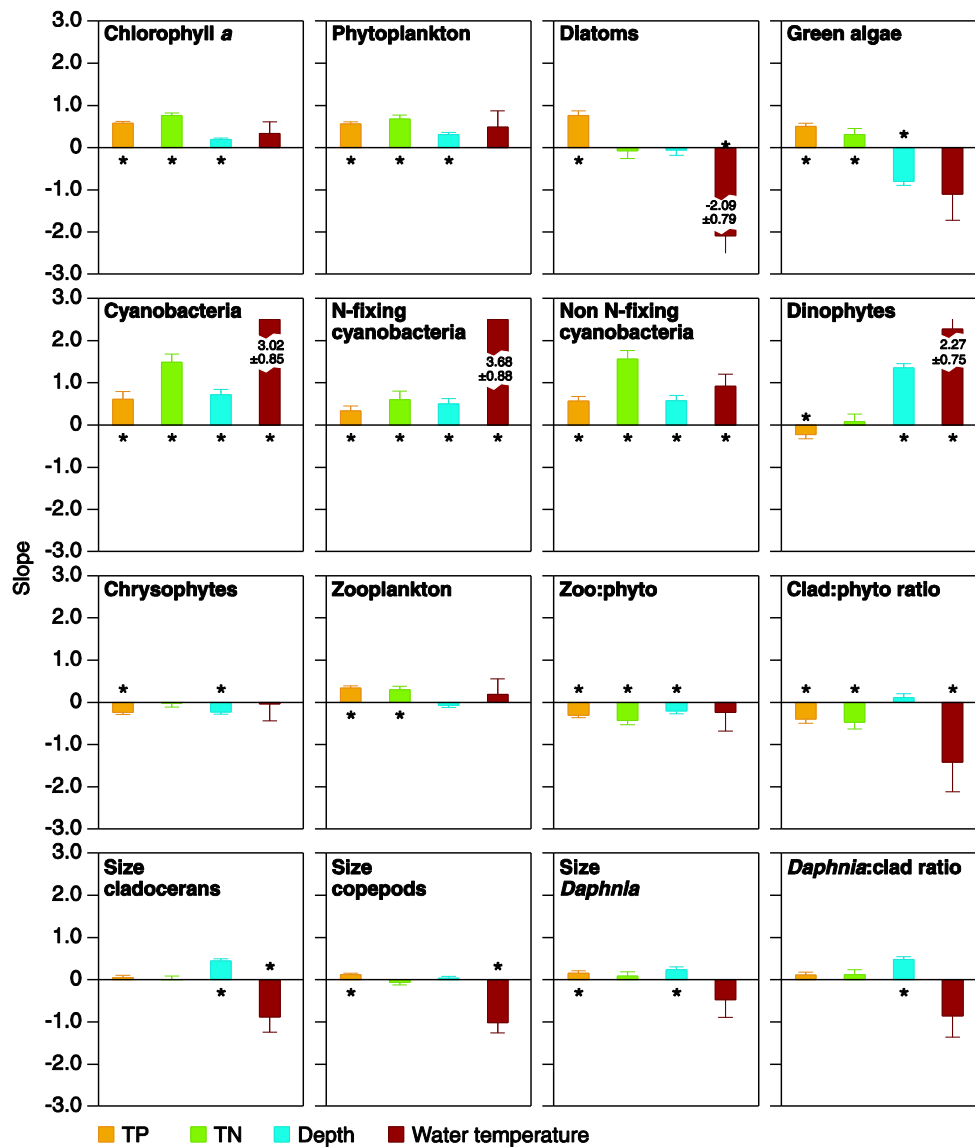 Slope
3.0 2.0 1.0 0 -1.0 -2.0 -3.0
Chlorophyll a
* * *
Phytoplankton
* * *
Diatoms
* *
-2.09
±0.79
Green algae
* * *
3.0 2.0 1.0 0 -1.0 -2.0 -3.0
Cyanobacteria
3.02
±0.85
* * * *
N-fixing
cyanobacteria
3.68
±0.88
* * * *
Non N-fixing
cyanobacteria
* * * *
Dinophytes
2.27
±0.75
* * *
3.0 2.0 1.0 0 -1.0 -2.0 -3.0
Chrysophytes
* *
Zooplankton
* *
Zoo:phyto
* * *
Clad:phyto ratio
* * *
3.0 2.0 1.0 0 -1.0 -2.0 -3.0
Size
cladocerans
* *
Size
copepods
* *
Size
Daphnia
* *
Daphnia:clad ratio
*
TP TN Depth Water temperature